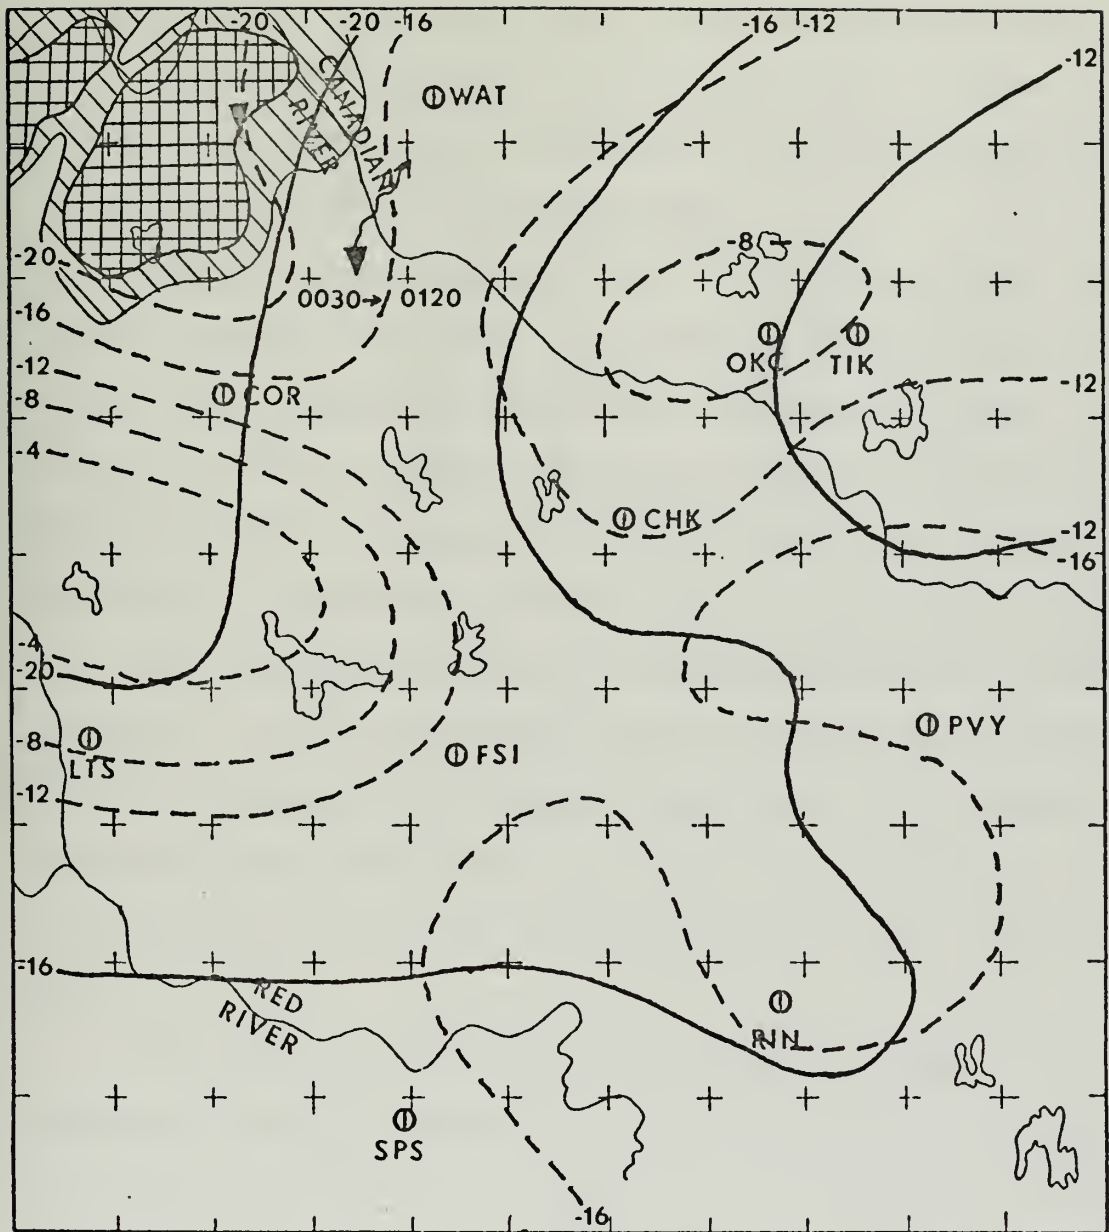 -20
-20
-16
-16
-12
-12
CANADIAN
RIVER
WAT
-8
-20
0030→ 0120
-16
OKC
TIK
-12
-12
-8
COR
-4
CHK
-12
-16
-4
-20
-8
LTS
FSI
PVY
-12
-16
RED
RIVER
SPS
-16